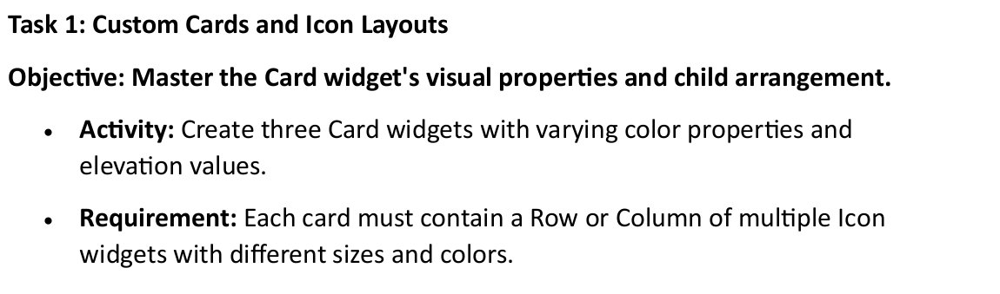 Task 1: Custom Cards and Icon Layouts
Objective: Master the Card widget's visual properties and child arrangement.
• Activity: Create three Card widgets with varying color properties and
elevation values.
• Requirement: Each card must contain a Row or Column of multiple Icon
widgets with different sizes and colors.